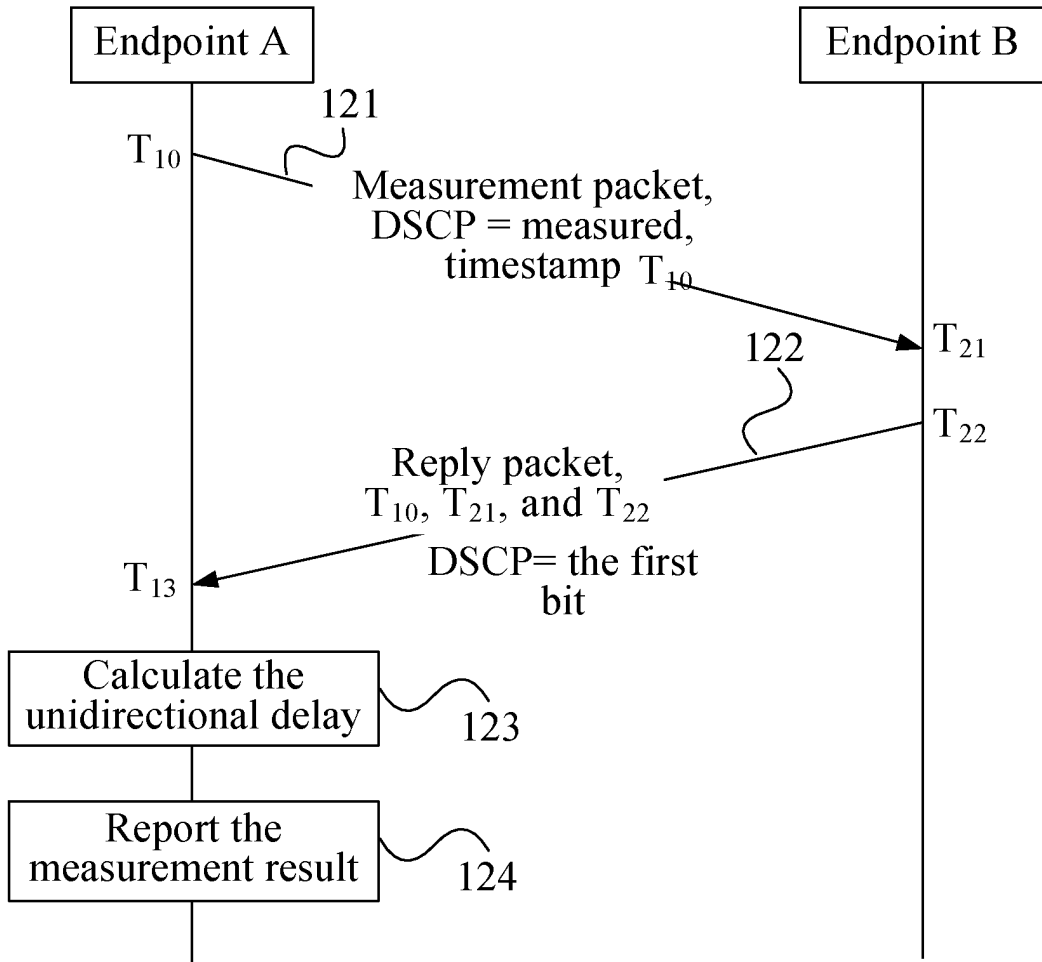 Endpoint A
Endpoint B
121
T10
Measurement packet,
DSCP = measured,
timestamp T10
T21
122
T22
Reply packet,
T10, T21, and T22
DSCP= the first
bit
T13
Calculate the
unidirectional delay
123
Report the
measurement result
124